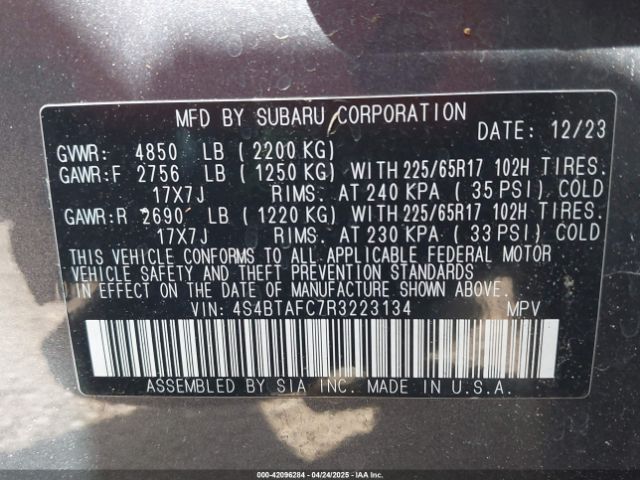 MFD BY SUBARU CORPORATION
DATE: 12/23
GVWR: 4850 LB (2200 KG)
GAWR:F 2756 LB (1250 KG) WITH 225/65R17 102H TIRES.
17X7J RIMS. AT 240 KPA (35 PSI) COLD
GAWR:R 2690 LB (1220 KG) WITH 225/65R17 102H TIRES.
17X7J RIMS. AT 230 KPA (33 PSI) COLD
THIS VEHICLE CONFORMS TO ALL APPLICABLE FEDERAL MOTOR
VEHICLE SAFETY AND THEFT PREVENTION STANDARDS
IN EFFECT ON THE DATE OF MANUFACTURE SHOWN ABOVE.
VIN: 4S4BTAFC7R3223134 MPV
ASSEMBLED BY SIA INC. MADE IN U.S.A.
000-42096284 - 04/24/2025 - IAA Inc.